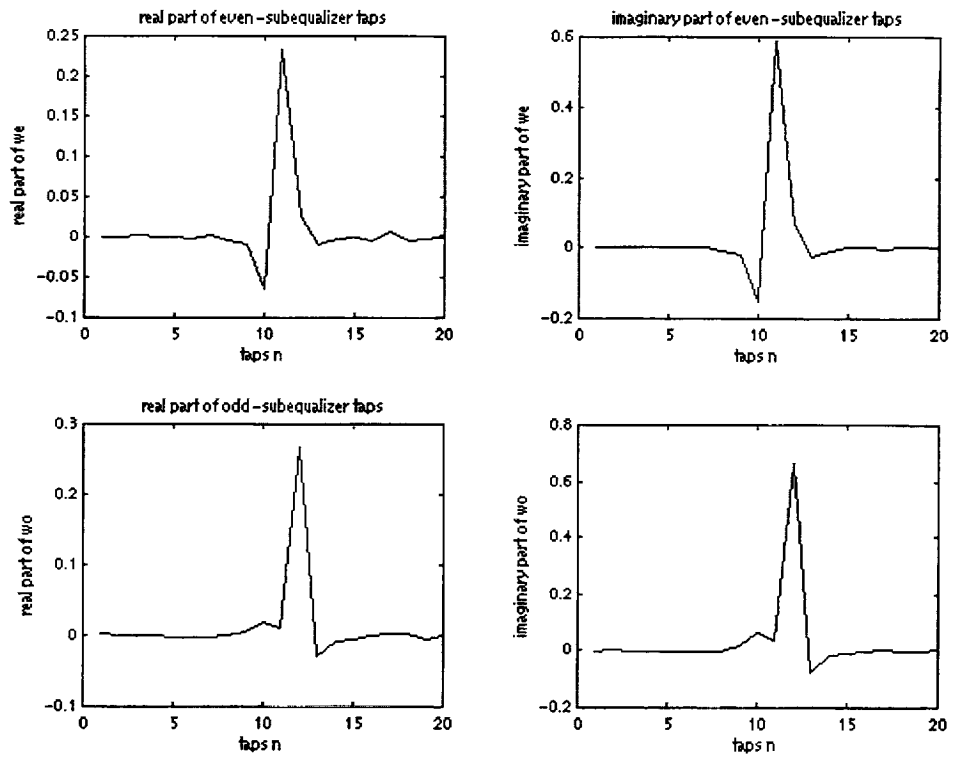 real part of even-subequalizer taps
0.25
0.2
0.15
0.1
0.05
0
-0.05
-0.1
real part of we
0 5 10 15 20
taps n
imaginary part of even-subequalizer taps
0.6
0.4
0.2
0
-0.2
imaginary part of we
0 5 10 15 20
taps n
real part of odd-subequalizer taps
0.3
0.2
0.1
0
-0.1
real part of wo
0 5 10 15 20
taps n
0.8
0.6
0.4
0.2
0
-0.2
imaginary part of wo
0 5 10 15 20
taps n